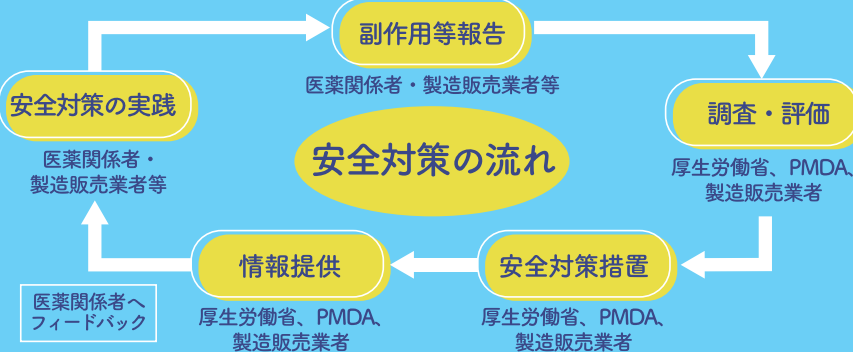 副作用等報告
医薬関係者・製造販売業者等
安全対策の実践
医薬関係者・
製造販売業者等
安全対策の流れ
調査・評価
厚生労働省、PMDA、
製造販売業者
情報提供
厚生労働省、PMDA、
製造販売業者
安全対策措置
厚生労働省、PMDA、
製造販売業者
医薬関係者へ
フィードバック